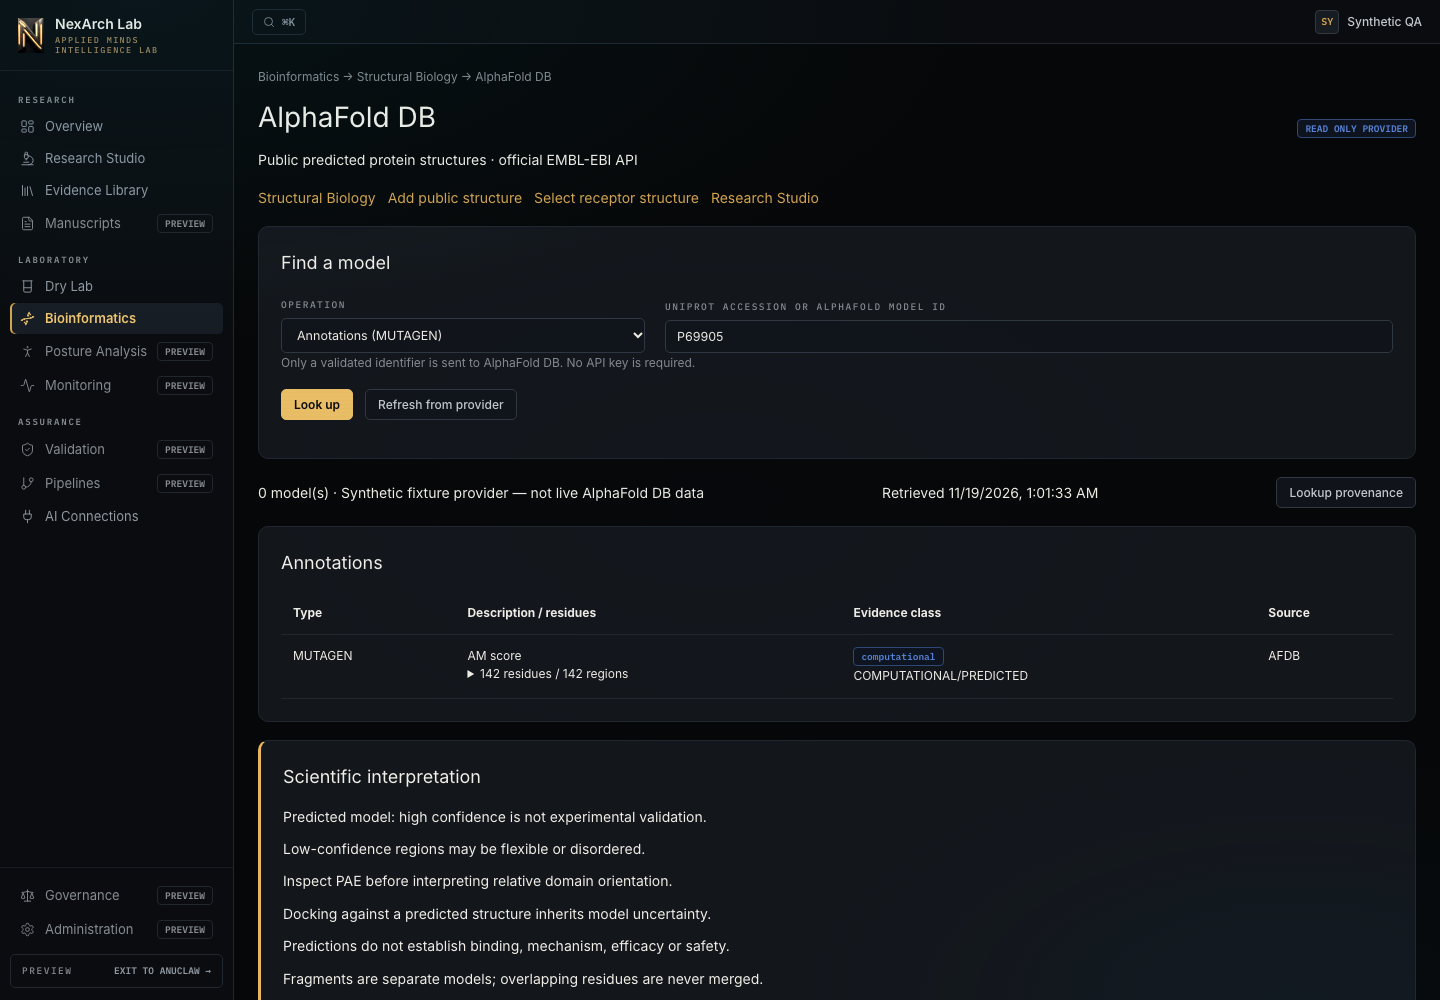 NexArch Lab
APPLIED MINDS
INTELLIGENCE LAB
RESEARCH
Overview
Research Studio
Evidence Library
Manuscripts PREVIEW
LABORATORY
Dry Lab
Bioinformatics
Posture Analysis PREVIEW
Monitoring PREVIEW
ASSURANCE
Validation PREVIEW
Pipelines PREVIEW
AI Connections
Governance PREVIEW
Administration PREVIEW
PREVIEW EXIT TO ANUCLAW →
⌘K
SY Synthetic QA
Bioinformatics → Structural Biology → AlphaFold DB
AlphaFold DB
READ ONLY PROVIDER
Public predicted protein structures · official EMBL-EBI API
Structural Biology Add public structure Select receptor structure Research Studio
Find a model
OPERATION
UNIPROT ACCESSION OR ALPHAFOLD MODEL ID
Annotations (MUTAGEN)
P69905
Only a validated identifier is sent to AlphaFold DB. No API key is required.
Look up Refresh from provider
0 model(s) · Synthetic fixture provider — not live AlphaFold DB data
Retrieved 11/19/2026, 1:01:33 AM
Lookup provenance
Annotations
Type Description / residues Evidence class Source
MUTAGEN AM score computational AFDB
▶ 142 residues / 142 regions COMPUTATIONAL/PREDICTED
Scientific interpretation
Predicted model: high confidence is not experimental validation.
Low-confidence regions may be flexible or disordered.
Inspect PAE before interpreting relative domain orientation.
Docking against a predicted structure inherits model uncertainty.
Predictions do not establish binding, mechanism, efficacy or safety.
Fragments are separate models; overlapping residues are never merged.